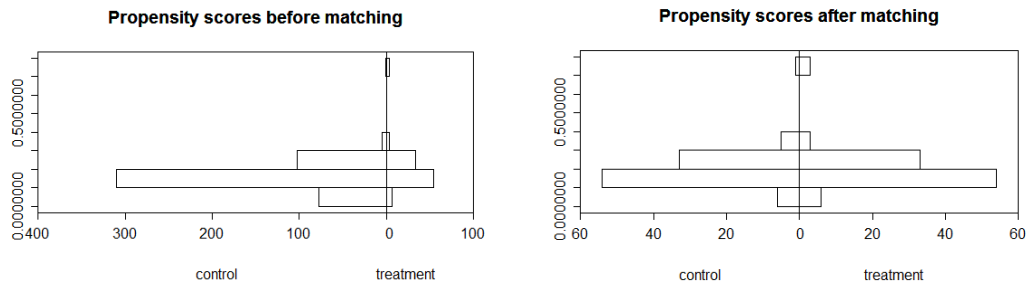 Propensity scores before matching
0.0000000 0.5000000
400 300 200 100 0 100
control treatment
Propensity scores after matching
0.0000000 0.5000000
60 40 20 0 20 40 60
control treatment